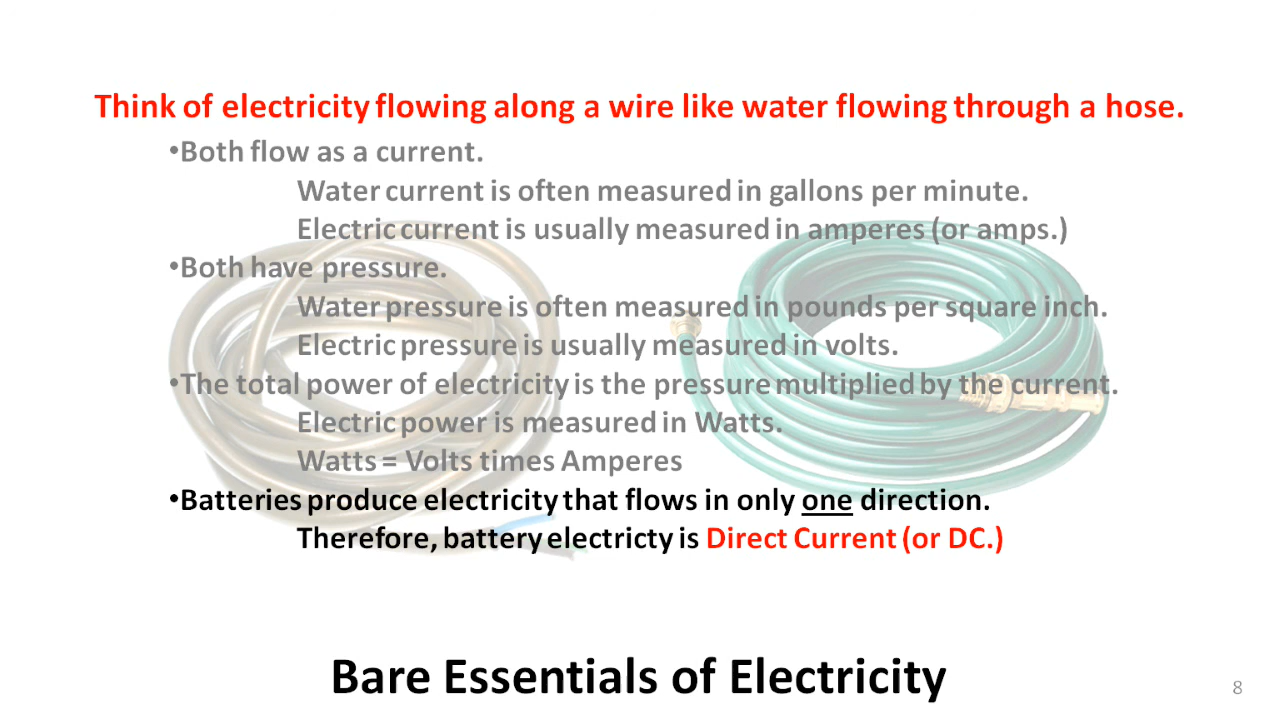 Think of electricity flowing along a wire like water flowing through a hose.
•Both flow as a current.
Water current is often measured in gallons per minute.
Electric current is usually measured in amperes (or amps.)
•Both have pressure.
Water pressure is often measured in pounds per square inch.
Electric pressure is usually measured in volts.
•The total power of electricity is the pressure multiplied by the current.
Electric power is measured in Watts.
Watts = Volts times Amperes
•Batteries produce electricity that flows in only one direction.
Therefore, battery electricty is Direct Current (or DC.)
Bare Essentials of Electricity
8